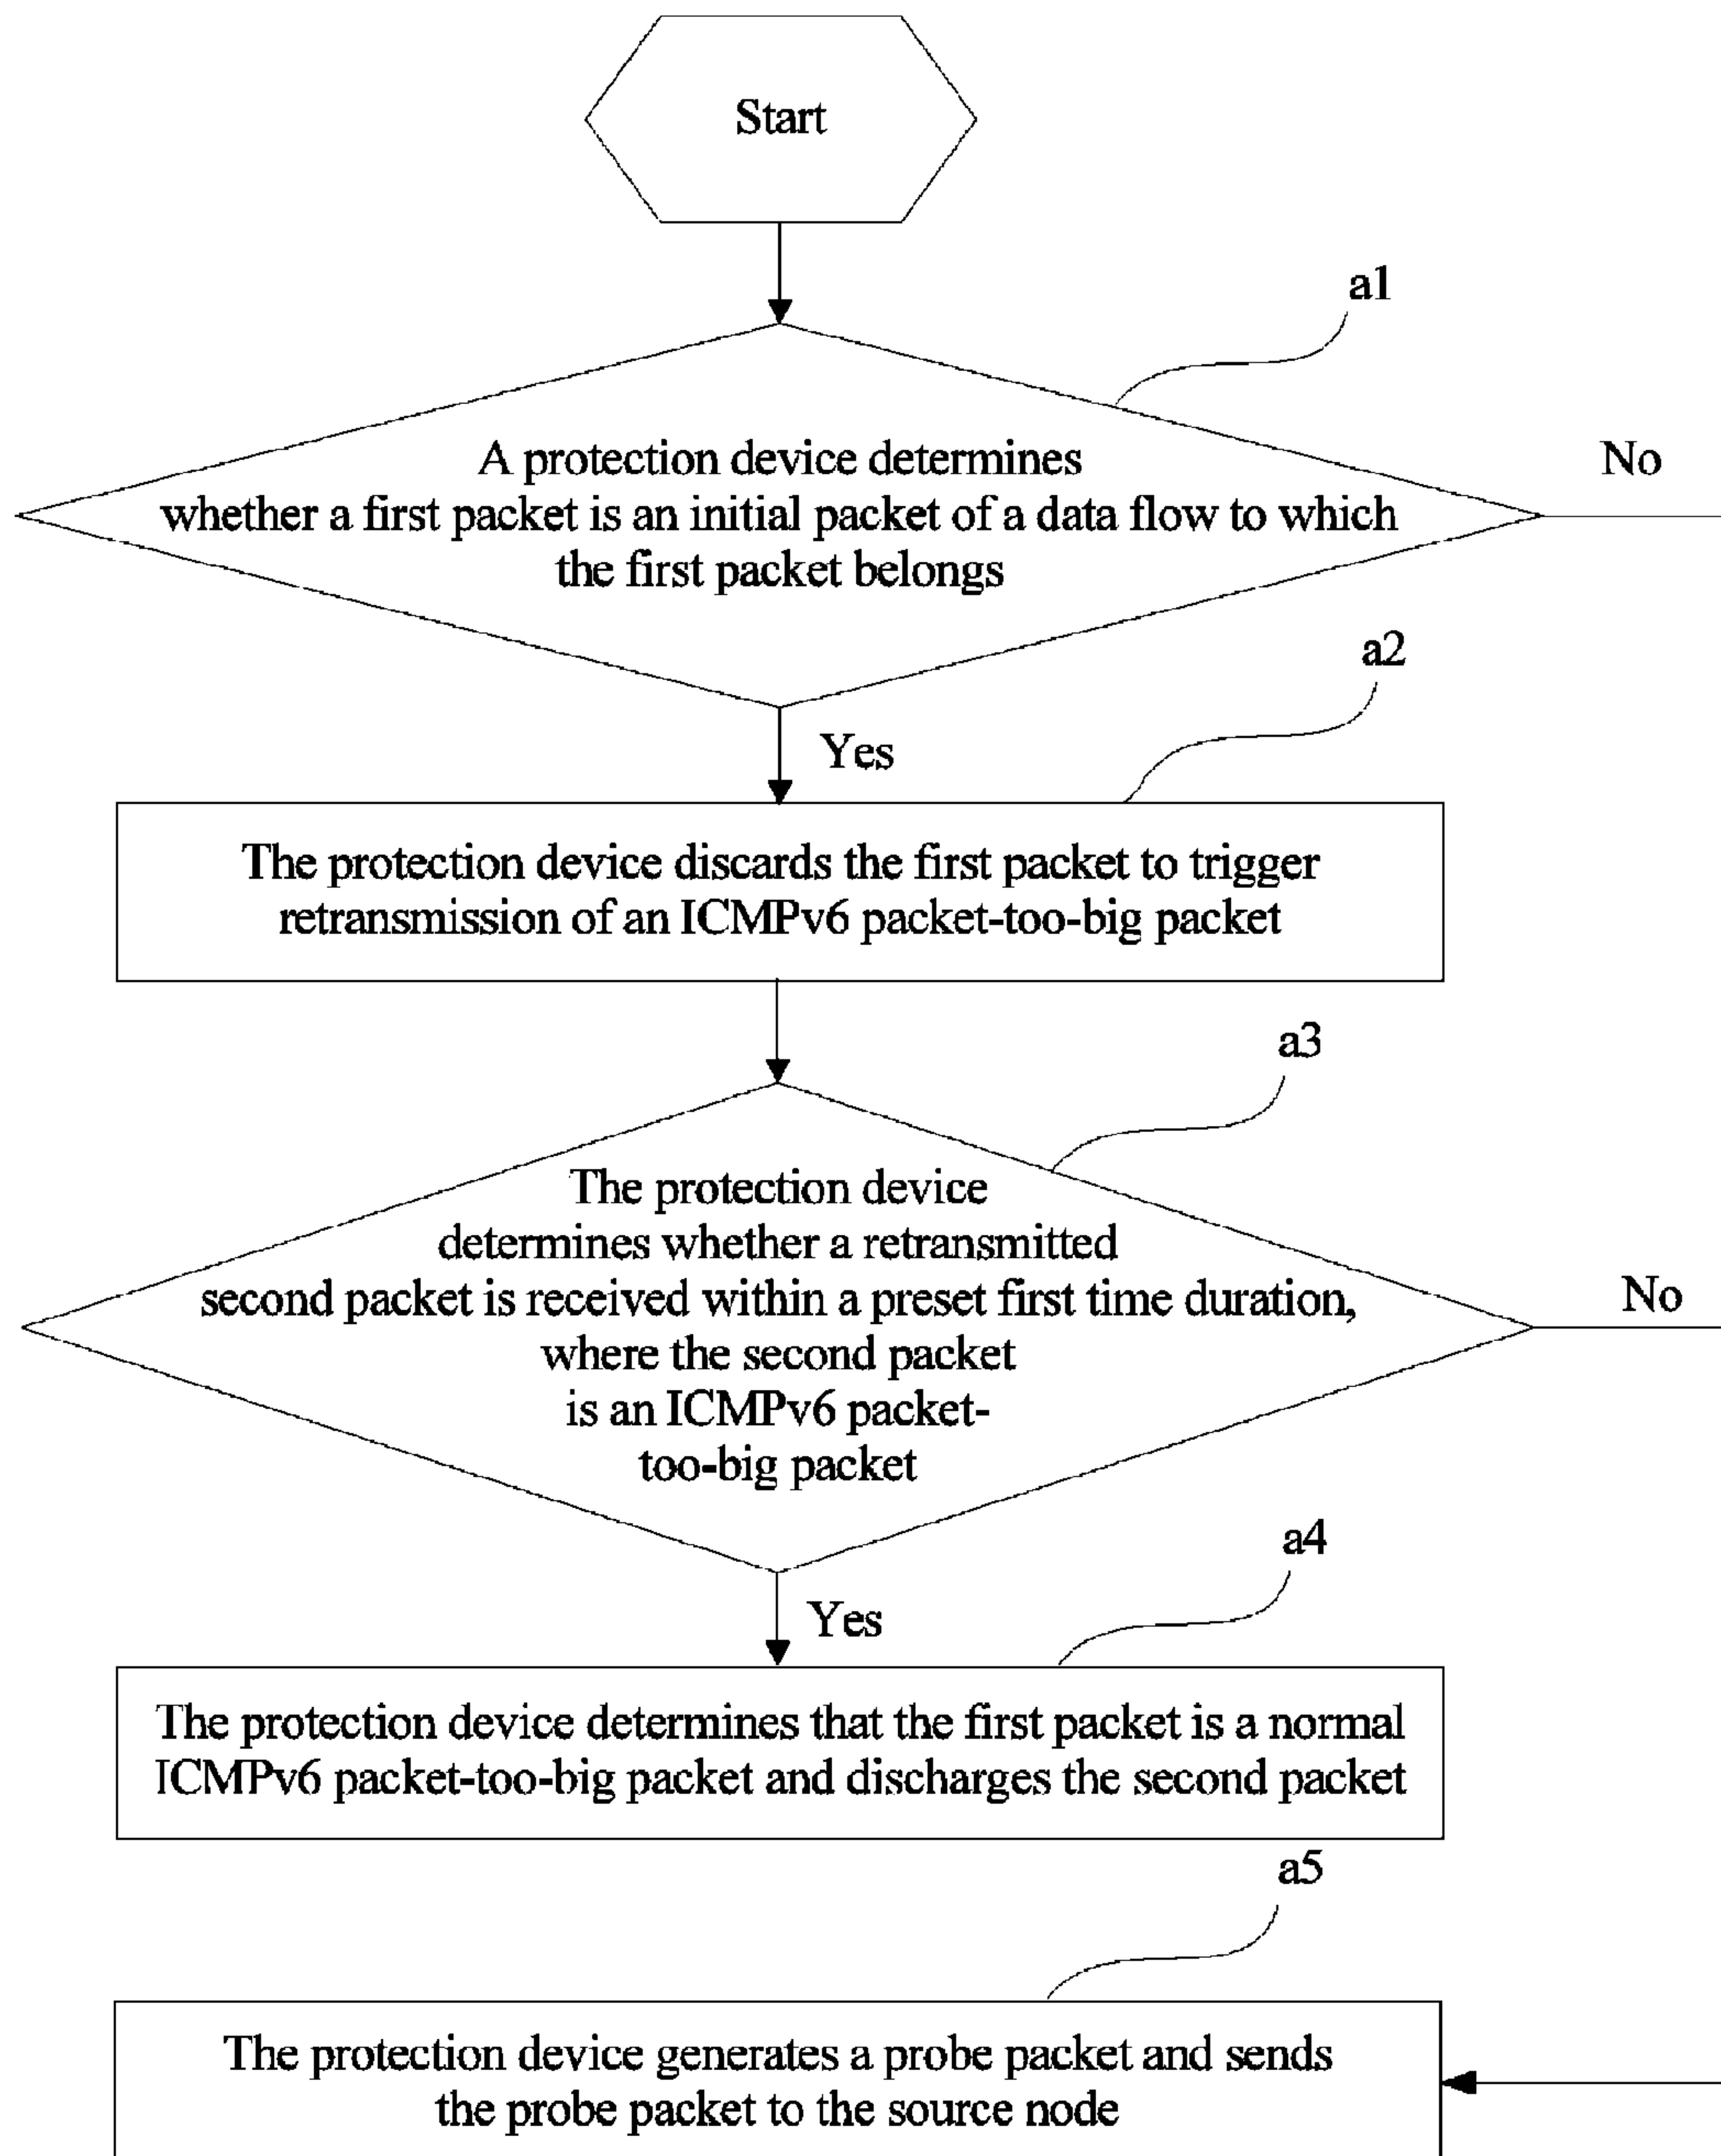 Start
a1
A protection device determines
whether a first packet is an initial packet of a data flow to which
the first packet belongs
No
a2
Yes
The protection device discards the first packet to trigger
retransmission of an ICMPv6 packet-too-big packet
a3
The protection device
determines whether a retransmitted
second packet is received within a preset first time duration,
where the second packet
is an ICMPv6 packet-
too-big packet
No
a4
Yes
The protection device determines that the first packet is a normal
ICMPv6 packet-too-big packet and discharges the second packet
a5
The protection device generates a probe packet and sends
the probe packet to the source node